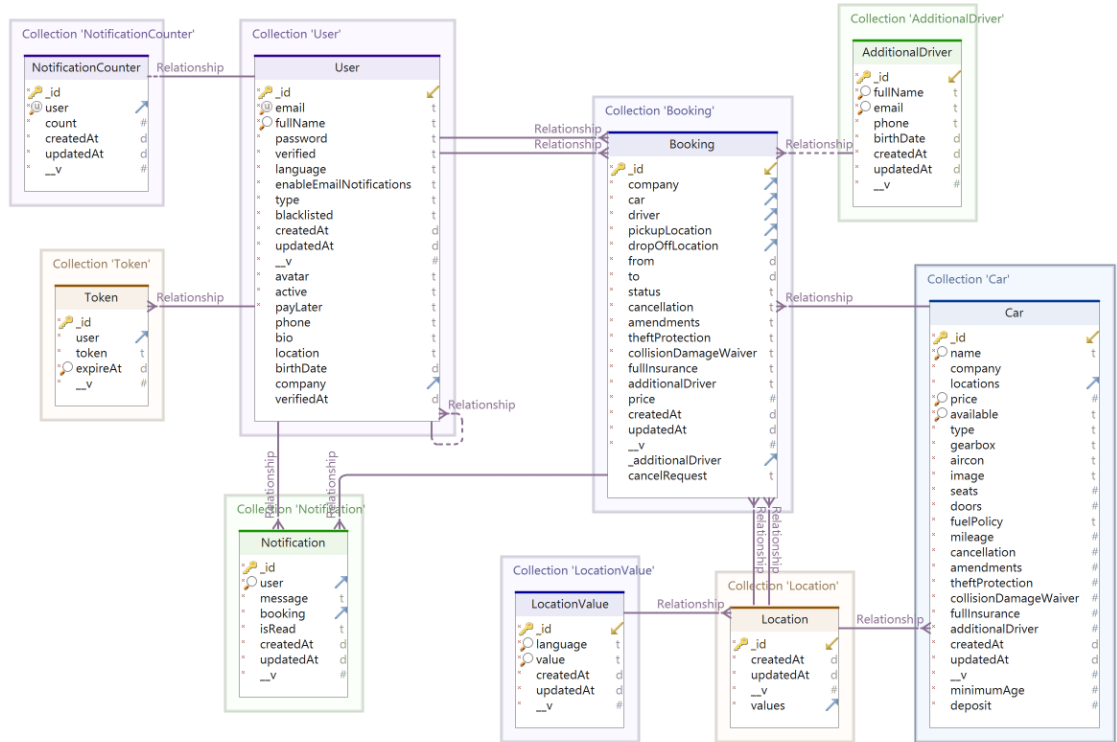 Collection 'NotificationCounter'
NotificationCounter
_id
user
count #
createdAt d
updatedAt d
__v #
Relationship
Collection 'User'
User
_id
email t
fullName t
password t
verified t
language t
enableEmailNotifications t
type t
blacklisted t
createdAt d
updatedAt d
__v #
avatar t
active t
payLater t
phone t
bio t
location t
birthDate d
company
verifiedAt d
Relationship
Collection 'AdditionalDriver'
AdditionalDriver
_id
fullName t
email t
phone t
birthDate d
createdAt d
updatedAt d
__v #
Collection 'Booking'
Relationship
Relationship
Relationship
Booking
_id
company
car
driver
pickupLocation
dropOffLocation
from d
to d
status t
cancellation t
amendments t
theftProtection t
collisionDamageWaiver t
fullInsurance t
additionalDriver t
price #
createdAt d
updatedAt d
__v #
_additionalDriver
cancelRequest t
Collection 'Token'
Token
_id
user
token t
expireAt d
__v #
Relationship
Collection 'Car'
Relationship
Car
_id
name t
company
locations
price #
available t
type t
gearbox t
aircon t
image t
seats #
doors #
fuelPolicy t
mileage #
cancellation #
amendments #
theftProtection #
collisionDamageWaiver #
fullInsurance #
additionalDriver #
createdAt d
updatedAt d
__v #
minimumAge #
deposit #
Relationship
Relationship
Collection 'Notification'
Notification
_id
user
message t
booking
isRead t
createdAt d
updatedAt d
__v #
Relationship
Relationship
Collection 'LocationValue'
LocationValue
_id
language t
value t
createdAt d
updatedAt d
__v #
Relationship
Collection 'Location'
Location
_id
createdAt d
updatedAt d
__v #
values
Relationship